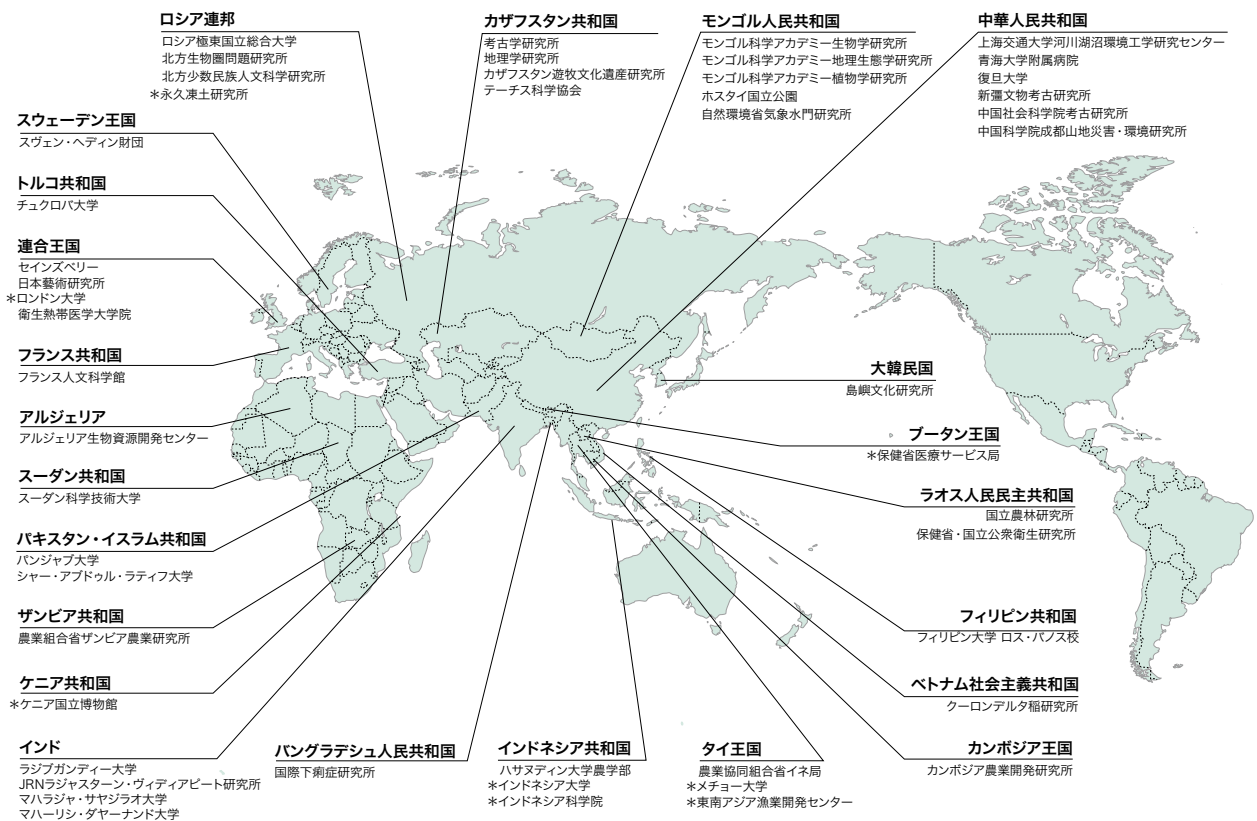 ロシア連邦
ロシア極東国立総合大学
北方生物圏問題研究所
北方少数民族人文科学研究所
＊永久凍土研究所
カザフスタン共和国
考古学研究所
地理学研究所
カザフスタン遊牧文化遺産研究所
テーチス科学協会
モンゴル人民共和国
モンゴル科学アカデミー生物学研究所
モンゴル科学アカデミー地理生態学研究所
モンゴル科学アカデミー植物学研究所
ホスタイ国立公園
自然環境省気象水門研究所
中華人民共和国
上海交通大学河川湖沼環境工学研究センター
青海大学附属病院
復旦大学
新疆文物考古研究所
中国社会科学院考古研究所
中国科学院成都山地災害・環境研究所
スウェーデン王国
スヴェン・ヘディン財団
トルコ共和国
チュクロバ大学
連合王国
セインズベリー
日本藝術研究所
＊ロンドン大学
衛生熱帯医学大学院
フランス共和国
フランス人文科学館
アルジェリア
アルジェリア生物資源開発センター
スーダン共和国
スーダン科学技術大学
パキスタン・イスラム共和国
パンジャブ大学
シャー・アブドゥル・ラティフ大学
ザンビア共和国
農業組合省ザンビア農業研究所
ケニア共和国
＊ケニア国立博物館
インド
ラジブガンディー大学
JRNラジャスターン・ヴィディアピート研究所
マハラジャ・サヤジラオ大学
マハーリシ・ダヤーナンド大学
バングラデシュ人民共和国
国際下痢症研究所
インドネシア共和国
ハサヌディン大学農学部
＊インドネシア大学
＊インドネシア科学院
タイ王国
農業協同組合省イネ局
＊メチョー大学
＊東南アジア漁業開発センター
大韓民国
島嶼文化研究所
ブータン王国
＊保健省医療サービス局
ラオス人民民主共和国
国立農林研究所
保健省・国立公衆衛生研究所
フィリピン共和国
フィリピン大学 ロス・バノス校
ベトナム社会主義共和国
クーロンデルタ稲研究所
カンボジア王国
カンボジア農業開発研究所